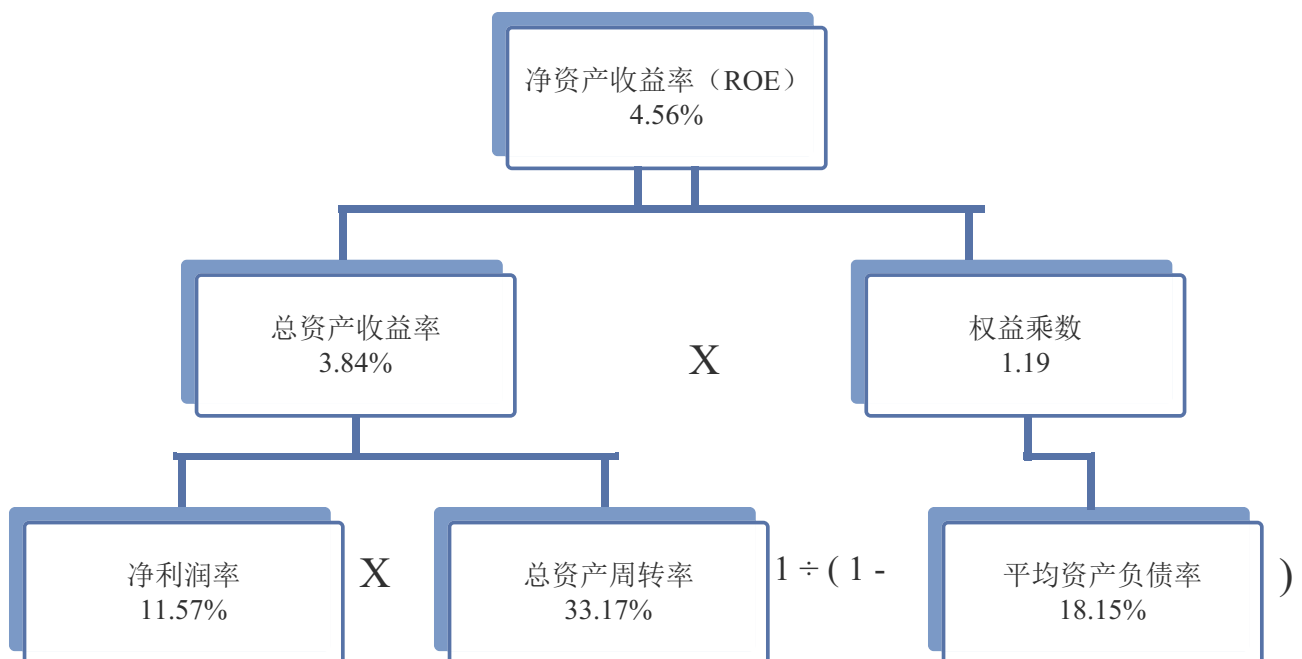 净资产收益率（ROE）
4.56%
总资产收益率
3.84%
X
权益乘数
1.19
净利润率
11.57%
X
总资产周转率
33.17%
1 ÷ ( 1 -
平均资产负债率
18.15%
)